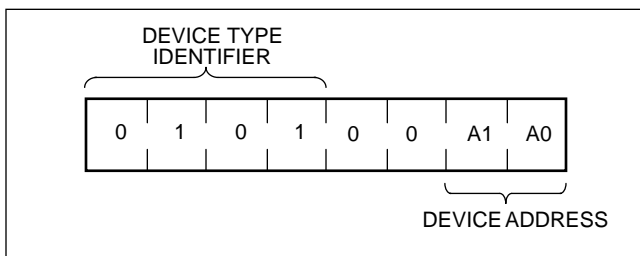 DEVICE TYPE
IDENTIFIER
0 1 0 1 0 0 A1 A0
DEVICE ADDRESS